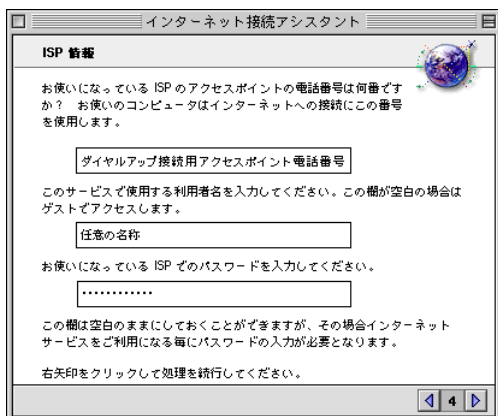 インターネット接続アシスタント
ISP 情報
お使いになっている ISP のアクセスポイントの電話番号は何番です
か？ お使いのコンピュータはインターネットへの接続にこの番号
を使用します。
ダイヤルアップ接続用アクセスポイント電話番号
このサービスで使用する利用者名を入力してください。この欄が空白の場合は
ゲストでアクセスします。
任意の名称
お使いになっている ISP でのパスワードを入力してください。
············
この欄は空白のままにしておくことができますが、その場合インターネット
サービスをご利用になる毎にパスワードの入力が必要となります。
右矢印をクリックして処理を続行してください。
4